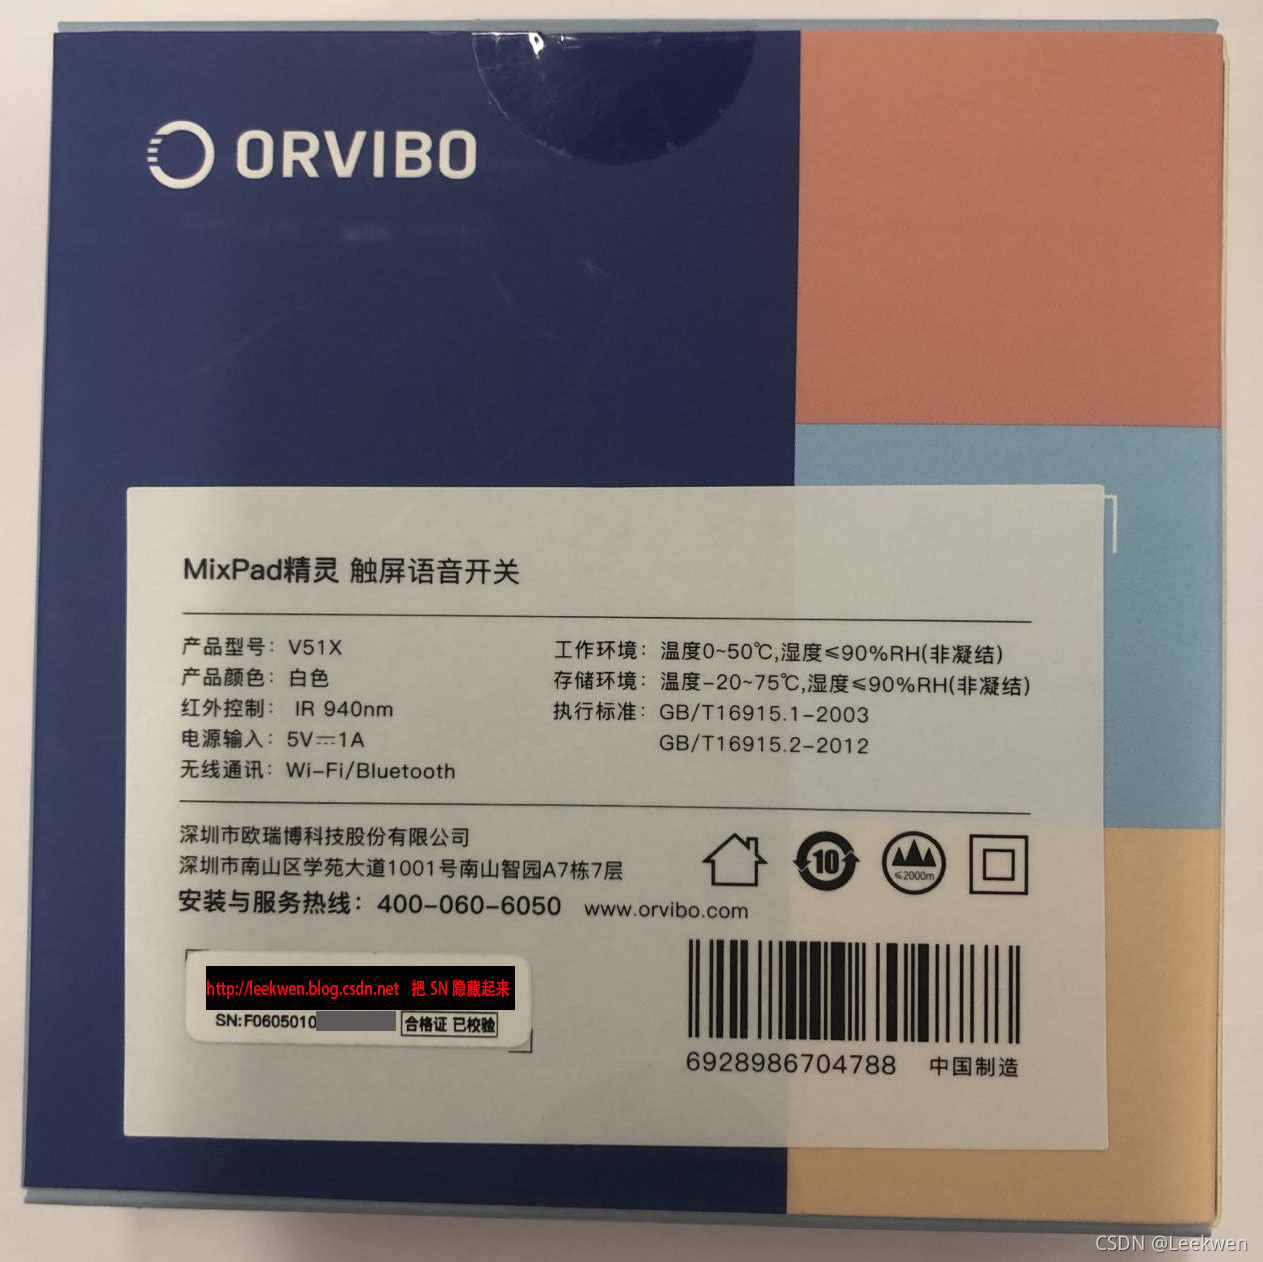 ORVIBO
MixPad精灵 触屏语音开关
产品型号：V51X
产品颜色：白色
红外控制： IR 940nm
电源输入：5V⎓1A
无线通讯：Wi-Fi/Bluetooth
工作环境：温度0~50℃,湿度≤90%RH(非凝结)
存储环境：温度-20~75℃,湿度≤90%RH(非凝结)
执行标准：GB/T16915.1-2003
GB/T16915.2-2012
深圳市欧瑞博科技股份有限公司
深圳市南山区学苑大道1001号南山智园A7栋7层
安装与服务热线：400-060-6050 www.orvibo.com
10
≤2000m
http://leekwen.blog.csdn.net 把 SN 隐藏起来
SN:F0605010 合格证 已校验
6928986704788 中国制造
CSDN @Leekwen